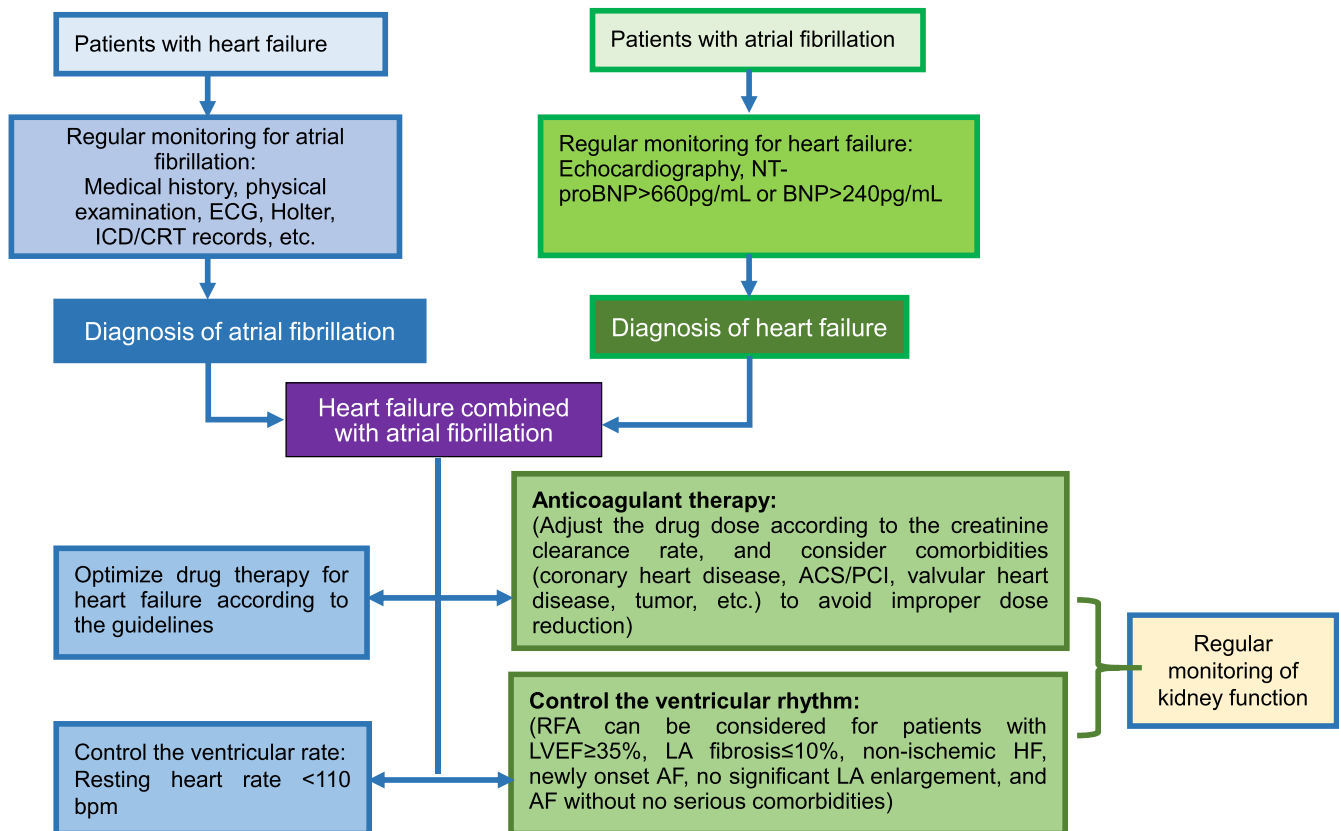 Patients with heart failure
Patients with atrial fibrillation
Regular monitoring for atrial
fibrillation:
Medical history, physical
examination, ECG, Holter,
ICD/CRT records, etc.
Regular monitoring for heart failure:
Echocardiography, NT-
proBNP>660pg/mL or BNP>240pg/mL
Diagnosis of atrial fibrillation
Diagnosis of heart failure
Heart failure combined
with atrial fibrillation
Optimize drug therapy for
heart failure according to
the guidelines
Anticoagulant therapy:
(Adjust the drug dose according to the creatinine
clearance rate, and consider comorbidities
(coronary heart disease, ACS/PCI, valvular heart
disease, tumor, etc.) to avoid improper dose
reduction)
Control the ventricular rate:
Resting heart rate <110
bpm
Control the ventricular rhythm:
(RFA can be considered for patients with
LVEF≥35%, LA fibrosis≤10%, non-ischemic HF,
newly onset AF, no significant LA enlargement, and
AF without no serious comorbidities)
Regular
monitoring of
kidney function